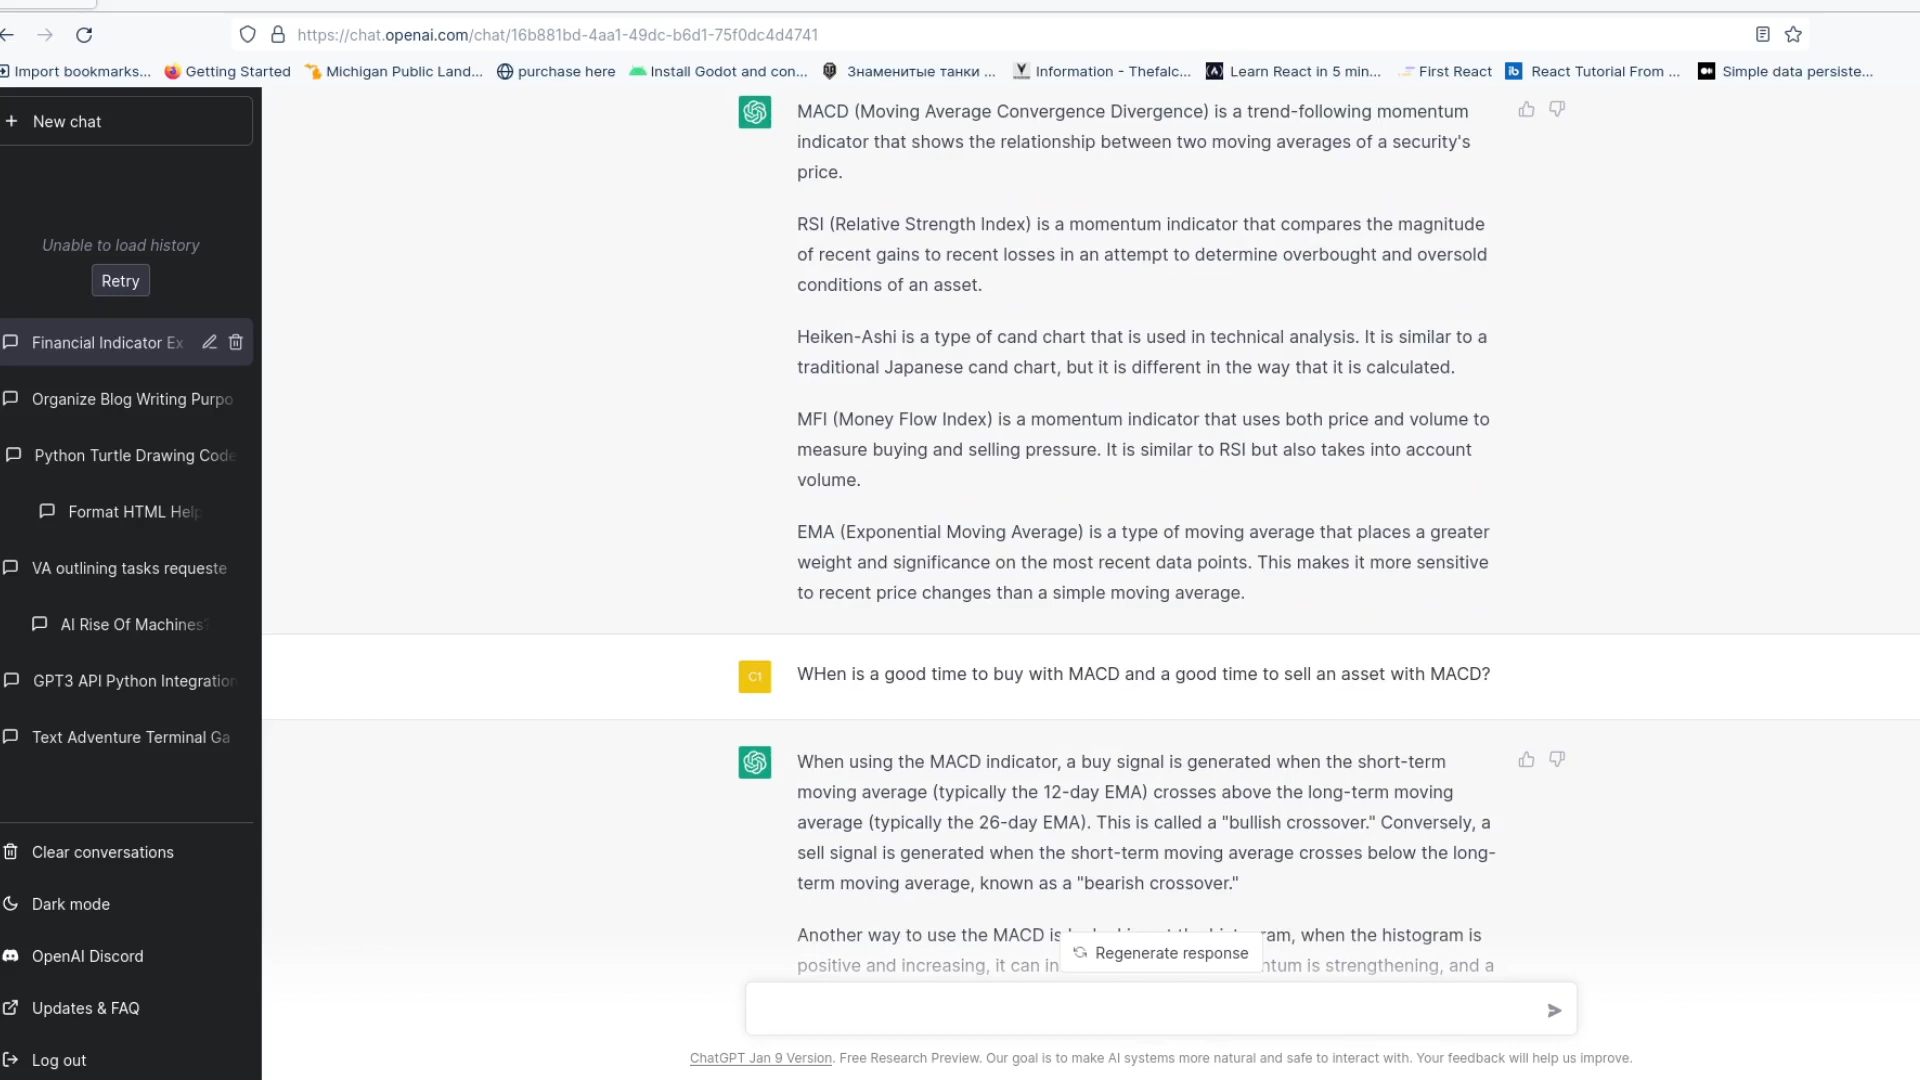 https://chat.openai.com/chat/16b881bd-4aa1-49dc-b6d1-75f0dc4d4741
Import bookmarks... Getting Started Michigan Public Land... purchase here Install Godot and con... Знаменитые танки ... Information - Thefalc... Learn React in 5 min... First React React Tutorial From ... Simple data persiste...
New chat
Unable to load history
Retry
Financial Indicator Ex
Organize Blog Writing Purpo
Python Turtle Drawing Code
Format HTML Help
VA outlining tasks requeste
AI Rise Of Machines?
GPT3 API Python Integration
Text Adventure Terminal Ga
Clear conversations
Dark mode
OpenAI Discord
Updates & FAQ
Log out
MACD (Moving Average Convergence Divergence) is a trend-following momentum
indicator that shows the relationship between two moving averages of a security's
price.
RSI (Relative Strength Index) is a momentum indicator that compares the magnitude
of recent gains to recent losses in an attempt to determine overbought and oversold
conditions of an asset.
Heiken-Ashi is a type of cand chart that is used in technical analysis. It is similar to a
traditional Japanese cand chart, but it is different in the way that it is calculated.
MFI (Money Flow Index) is a momentum indicator that uses both price and volume to
measure buying and selling pressure. It is similar to RSI but also takes into account
volume.
EMA (Exponential Moving Average) is a type of moving average that places a greater
weight and significance on the most recent data points. This makes it more sensitive
to recent price changes than a simple moving average.
C1
WHen is a good time to buy with MACD and a good time to sell an asset with MACD?
When using the MACD indicator, a buy signal is generated when the short-term
moving average (typically the 12-day EMA) crosses above the long-term moving
average (typically the 26-day EMA). This is called a "bullish crossover." Conversely, a
sell signal is generated when the short-term moving average crosses below the long-
term moving average, known as a "bearish crossover."
Another way to use the MACD is when the histogram is
positive and increasing, it can is strengthening, and a
Regenerate response
ChatGPT Jan 9 Version. Free Research Preview. Our goal is to make AI systems more natural and safe to interact with. Your feedback will help us improve.